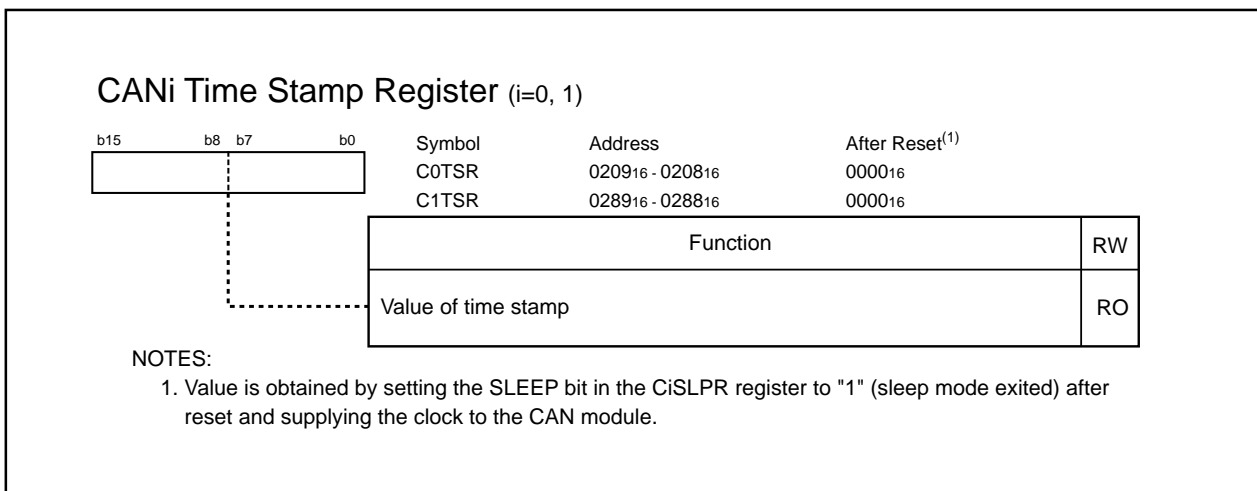 CANi Time Stamp Register (i=0, 1)
b15 b8 b7 b0 Symbol Address After Reset(1)
C0TSR 020916 - 020816 000016
C1TSR 028916 - 028816 000016
Function RW
Value of time stamp RO
NOTES:
1. Value is obtained by setting the SLEEP bit in the CiSLPR register to "1" (sleep mode exited) after
reset and supplying the clock to the CAN module.